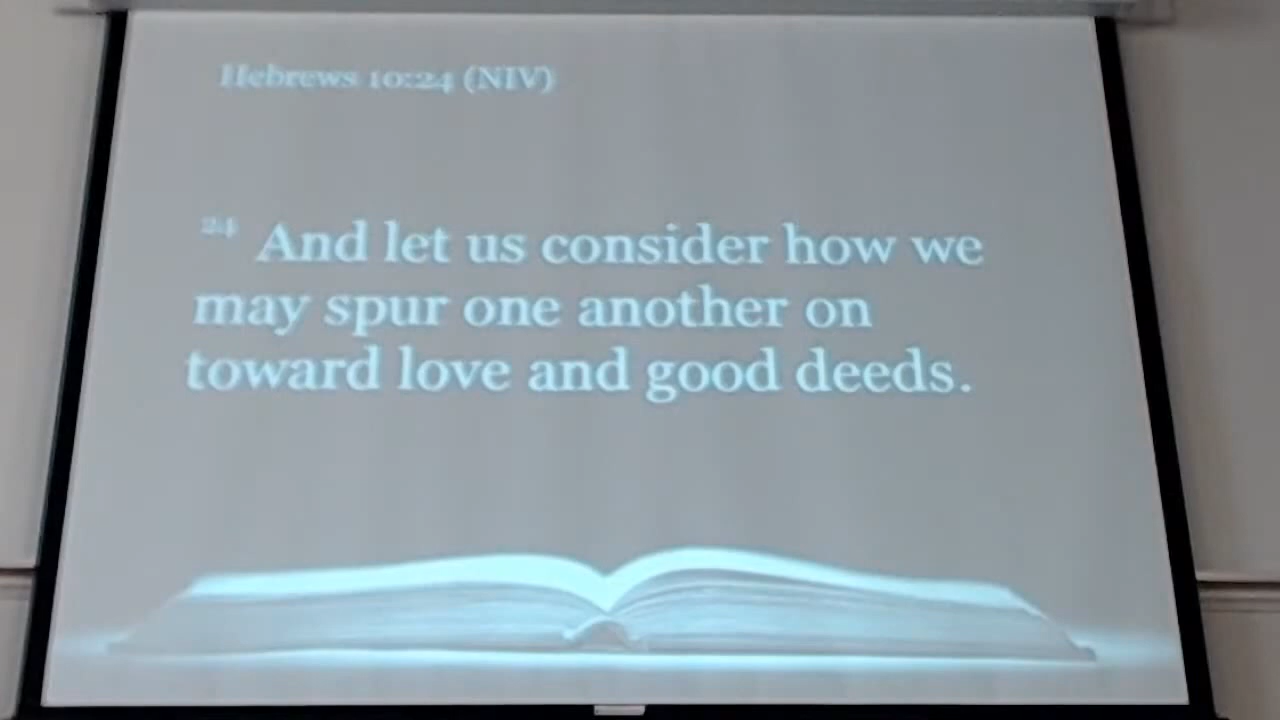 Hebrews 10:24 (NIV)
24 And let us consider how we
may spur one another on
toward love and good deeds.